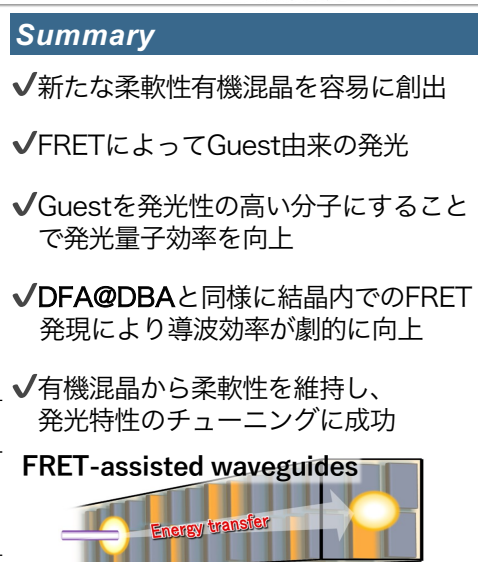 Summary
✓新たな柔軟性有機混晶を容易に創出
✓FRETによってGuest由来の発光
✓Guestを発光性の高い分子にすること
で発光量子効率を向上
✓DFA@DBAと同様に結晶内でのFRET
発現により導波効率が劇的に向上
✓有機混晶から柔軟性を維持し、
発光特性のチューニングに成功
FRET-assisted waveguides
Energy transfer